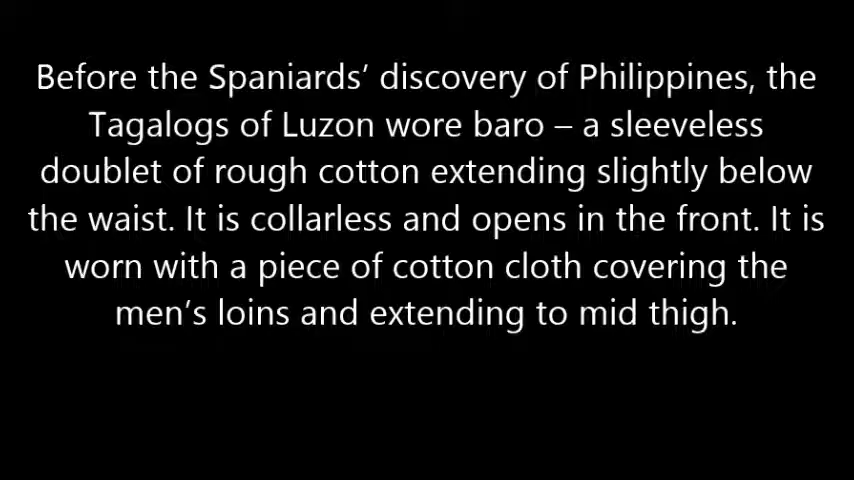 Before the Spaniards’ discovery of Philippines, the
Tagalogs of Luzon wore baro – a sleeveless
doublet of rough cotton extending slightly below
the waist. It is collarless and opens in the front. It is
worn with a piece of cotton cloth covering the
men’s loins and extending to mid thigh.